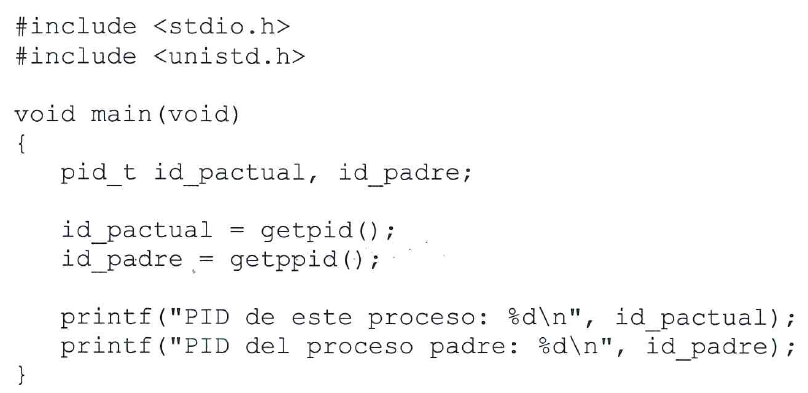 #include <stdio.h>
#include <unistd.h>

void main(void)
{
   pid_t id_pactual, id_padre;

   id_pactual = getpid();
   id_padre = getppid();

   printf("PID de este proceso: %d\n", id_pactual);
   printf("PID del proceso padre: %d\n", id_padre);
}